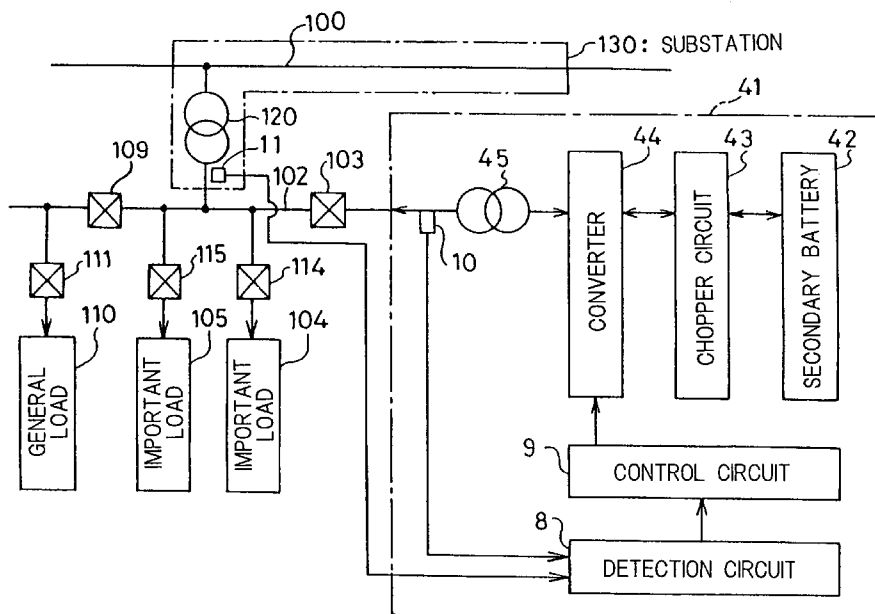 100
130: SUBSTATION
120
11
41
109
102
103
45
44
43
42
10
CONVERTER
CHOPPER CIRCUIT
SECONDARY BATTERY
111
115
114
110
105
104
GENERAL
LOAD
IMPORTANT
LOAD
IMPORTANT
LOAD
9
CONTROL CIRCUIT
8
DETECTION CIRCUIT